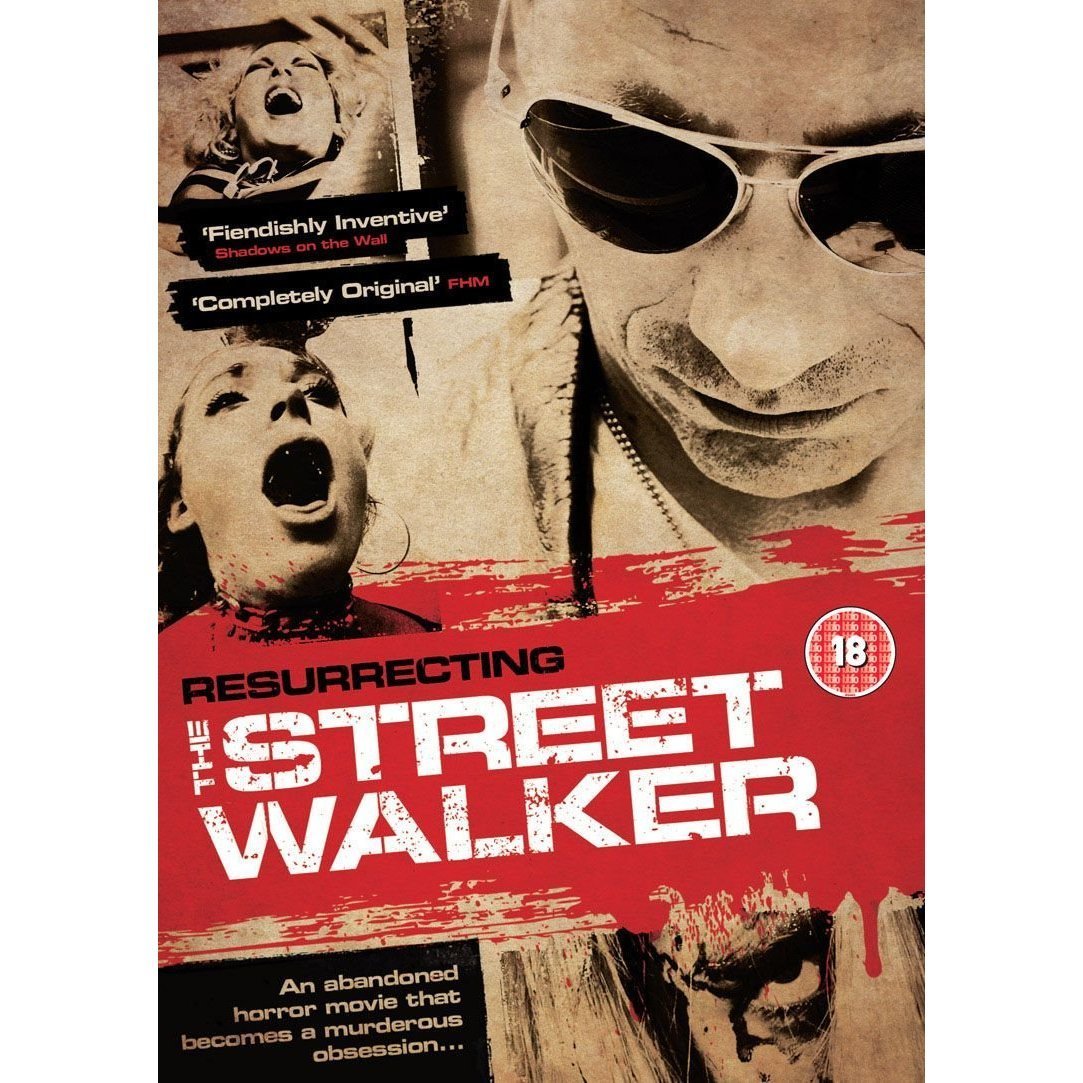 'Fiendishly Inventive'
Shadows on the Wall
'Completely Original' FHM
RESURRECTING
THE STREET
WALKER
18
An abandoned
horror movie that
becomes a murderous
obsession...